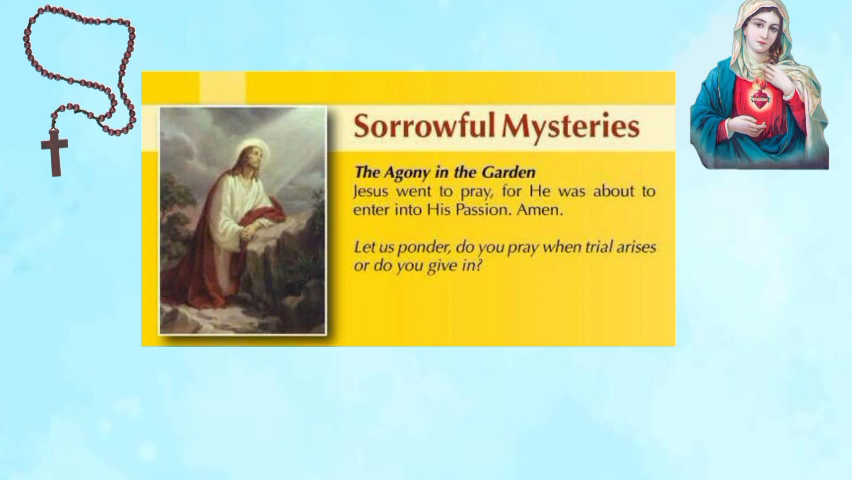 Sorrowful Mysteries
The Agony in the Garden
Jesus went to pray, for He was about to
enter into His Passion. Amen.
Let us ponder, do you pray when trial arises
or do you give in?